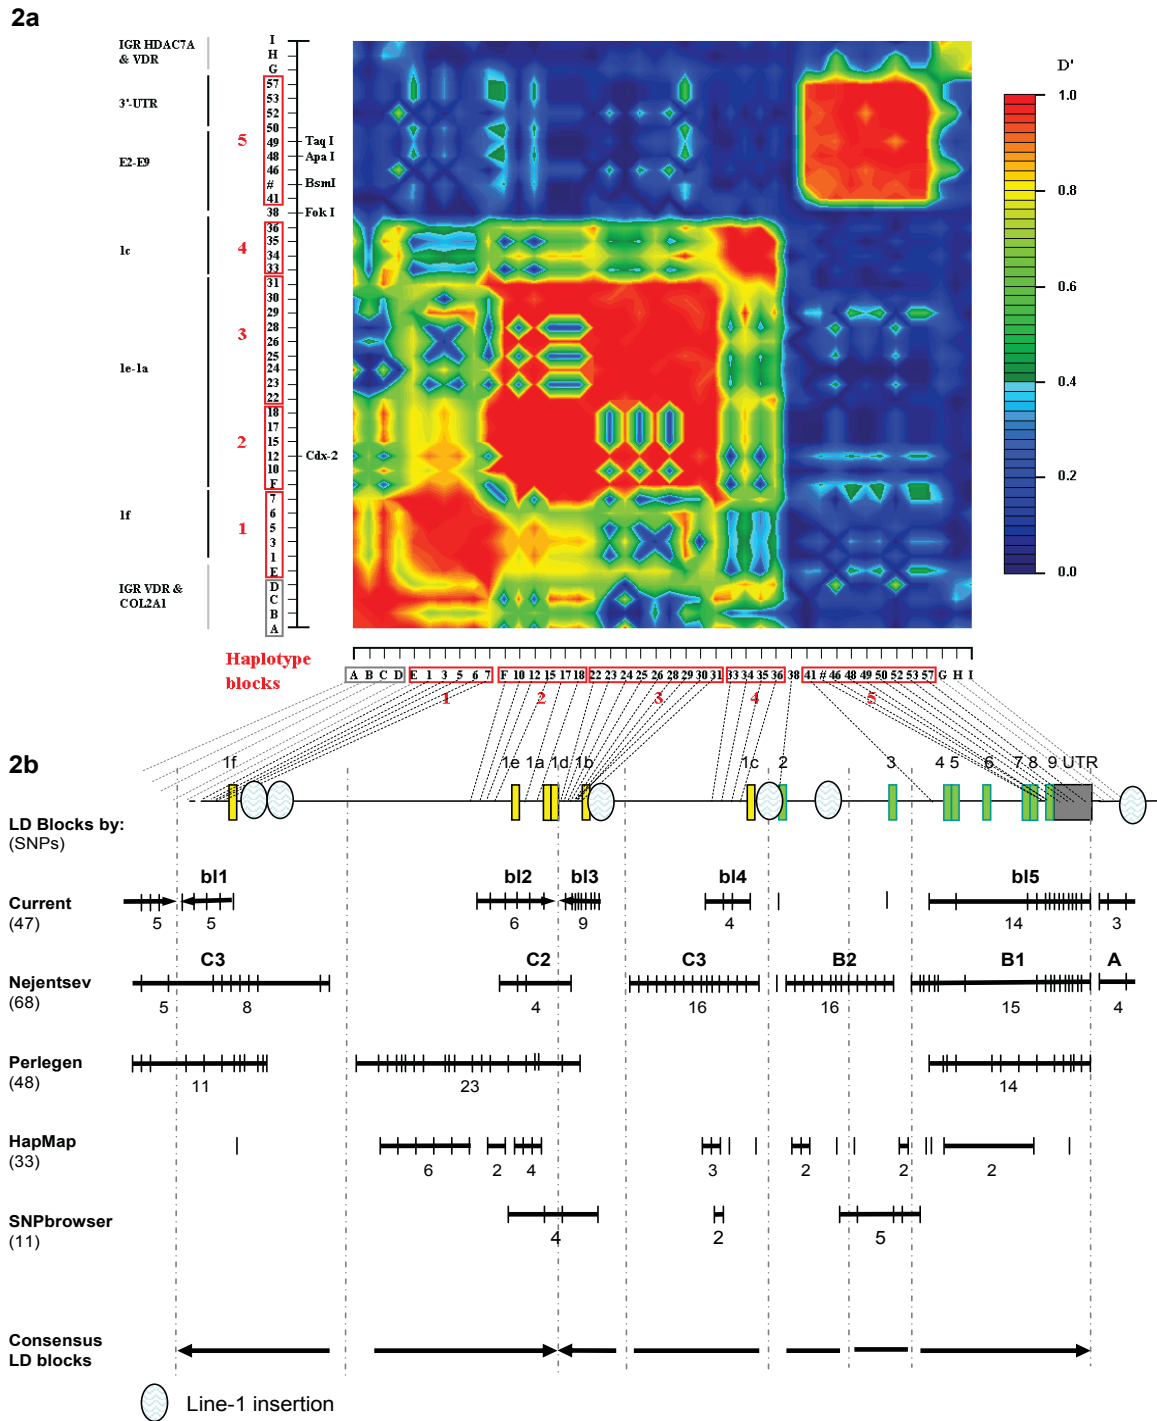 2a
IGR HDAC7A
& VDR
3'-UTR
E2-E9
1c
1e-1a
1f
IGR VDR &
COL2A1
5
4
3
2
1
I
H
G
57
53
52
50
49
48
46
#
41
38
36
35
34
33
31
30
29
28
26
25
24
23
22
18
17
15
12
10
F
7
6
5
3
1
E
D
C
B
A
Taq I
Apa I
BsmI
Fok I
Cdx-2
D'
1.0
0.8
0.6
0.4
0.2
0.0
Haplotype
blocks
A B C D E 1 3 5 6 7 F 10 12 15 17 18 22 23 24 25 26 28 29 30 31 33 34 35 36 38 41 # 46 48 49 50 52 53 57 G H I
1 2 3 4 5
2b
1f 1e 1a 1d 1b 1c 2 3 4 5 6 7 8 9 UTR
LD Blocks by:
(SNPs)
bl1 bl2 bl3 bl4 bl5
Current
(47)
5 5 6 9 4 14 3
C3 C2 C3 B2 B1 A
Nejentsev
(68)
5 8 4 16 16 15 4
Perlegen
(48)
11 23 14
HapMap
(33)
6 2 4 3 2 2 2
SNPbrowser
(11)
4 2 5
Consensus
LD blocks
Line-1 insertion